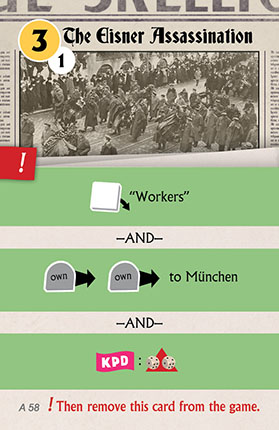 3
The Eisner Assassination
1
!
"Workers"
—AND—
own own to München
—AND—
KPD :
A 58 ! Then remove this card from the game.